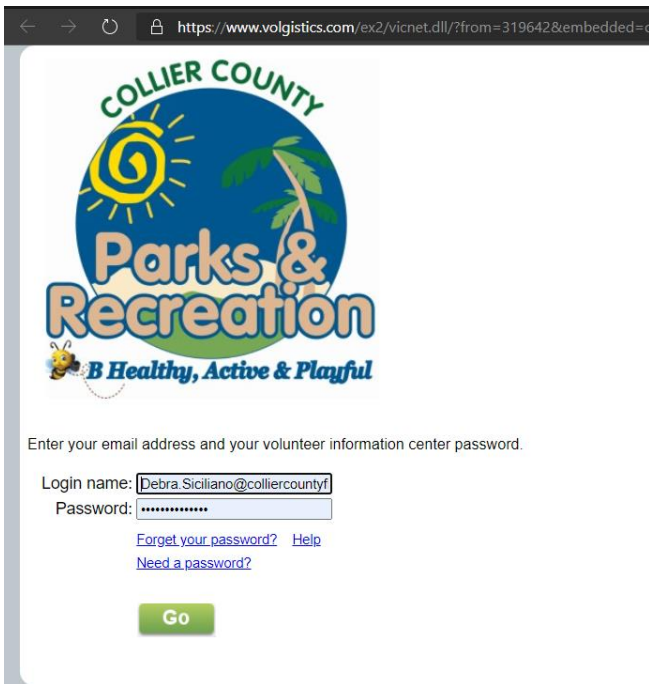 https://www.volgistics.com/ex2/vicnet.dll/?from=319642&embedded=
COLLIER COUNTY
Parks &
Recreation
B Healthy, Active & Playful
Enter your email address and your volunteer information center password.
Login name: Debra.Siciliano@colliercountyf
Password: ••••••••••••••
Forget your password? Help
Need a password?
Go